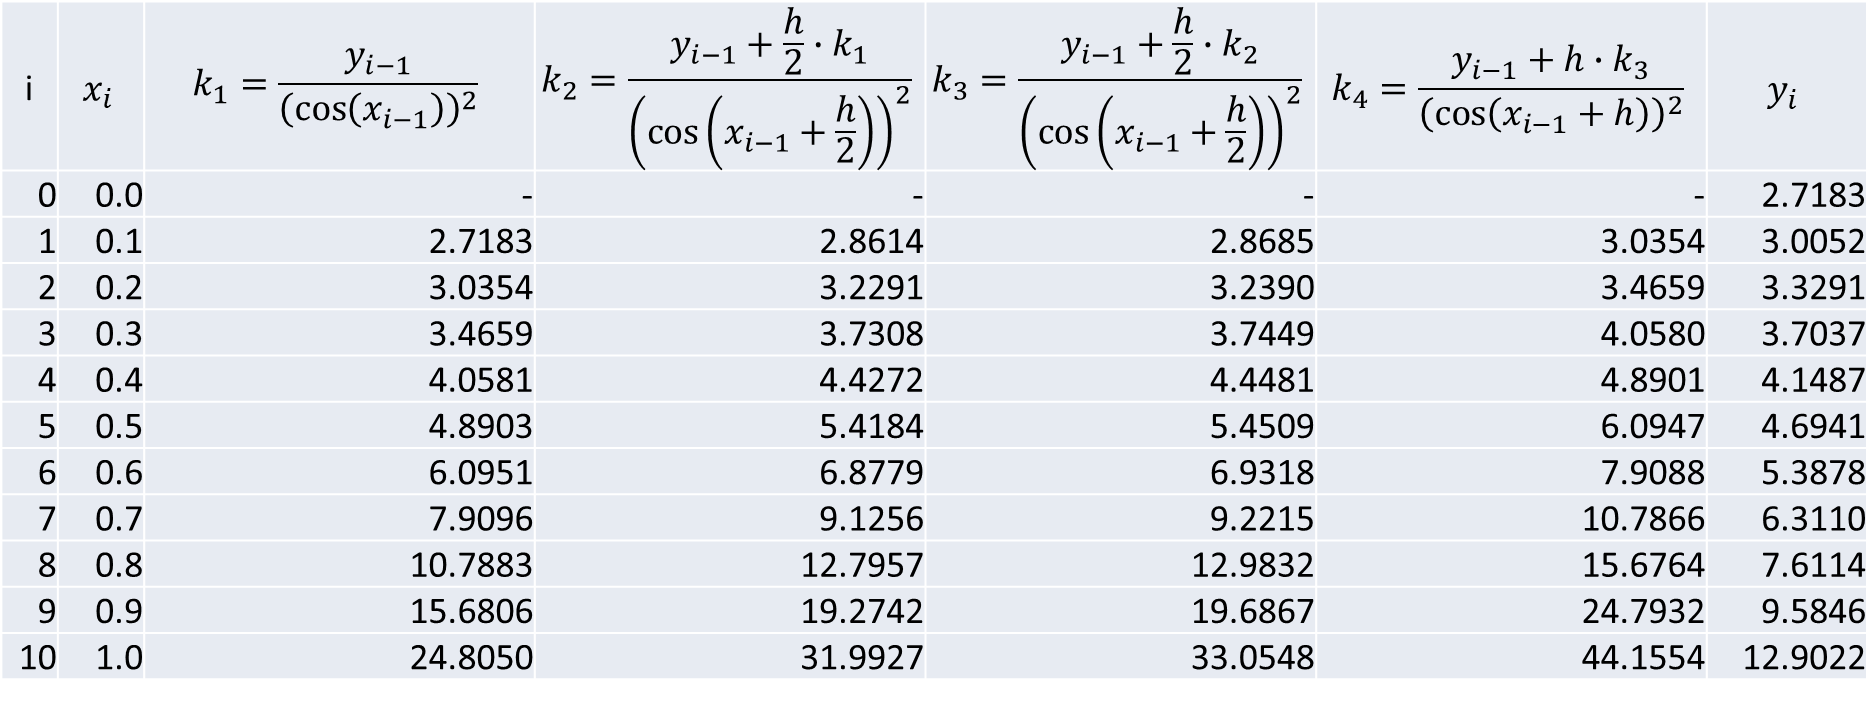 i	x_i	k_1 = y_{i−1} / (cos(x_{i−1}))^2	k_2 = (y_{i−1} + h/2 · k_1) / (cos(x_{i−1} + h/2))^2	k_3 = (y_{i−1} + h/2 · k_2) / (cos(x_{i−1} + h/2))^2	k_4 = (y_{i−1} + h · k_3) / (cos(x_{i−1} + h))^2	y_i
0	0.0	-	-	-	-	2.7183
1	0.1	2.7183	2.8614	2.8685	3.0354	3.0052
2	0.2	3.0354	3.2291	3.2390	3.4659	3.3291
3	0.3	3.4659	3.7308	3.7449	4.0580	3.7037
4	0.4	4.0581	4.4272	4.4481	4.8901	4.1487
5	0.5	4.8903	5.4184	5.4509	6.0947	4.6941
6	0.6	6.0951	6.8779	6.9318	7.9088	5.3878
7	0.7	7.9096	9.1256	9.2215	10.7866	6.3110
8	0.8	10.7883	12.7957	12.9832	15.6764	7.6114
9	0.9	15.6806	19.2742	19.6867	24.7932	9.5846
10	1.0	24.8050	31.9927	33.0548	44.1554	12.9022